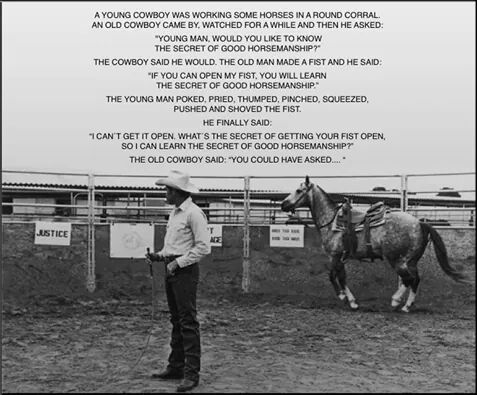 A YOUNG COWBOY WAS WORKING SOME HORSES IN A ROUND CORRAL.
AN OLD COWBOY CAME BY, WATCHED FOR A WHILE AND THEN HE ASKED:
"YOUNG MAN, WOULD YOU LIKE TO KNOW
THE SECRET OF GOOD HORSEMANSHIP?"
THE COWBOY SAID HE WOULD. THE OLD MAN MADE A FIST AND HE SAID:
"IF YOU CAN OPEN MY FIST, YOU WILL LEARN
THE SECRET OF GOOD HORSEMANSHIP."
THE YOUNG MAN POKED, PRIED, THUMPED, PINCHED, SQUEEZED,
PUSHED AND SHOVED THE FIST.
HE FINALLY SAID:
"I CAN´T GET IT OPEN. WHAT´S THE SECRET OF GETTING YOUR FIST OPEN,
SO I CAN LEARN THE SECRET OF GOOD HORSEMANSHIP?"
THE OLD COWBOY SAID: "YOU COULD HAVE ASKED.... "
JUSTICE